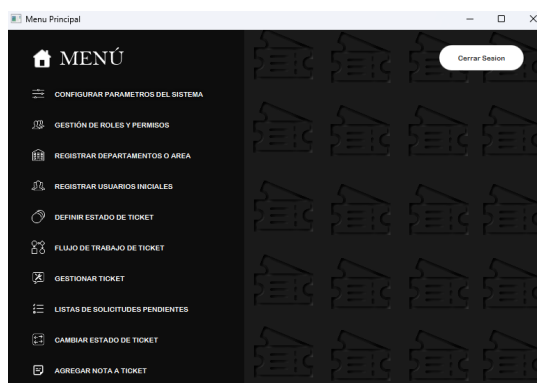 Menu Principal
MENÚ
Cerrar Sesion
CONFIGURAR PARAMETROS DEL SISTEMA
GESTIÓN DE ROLES Y PERMISOS
REGISTRAR DEPARTAMENTOS O AREA
REGISTRAR USUARIOS INICIALES
DEFINIR ESTADO DE TICKET
FLUJO DE TRABAJO DE TICKET
GESTIONAR TICKET
LISTAS DE SOLICITUDES PENDIENTES
CAMBIAR ESTADO DE TICKET
AGREGAR NOTA A TICKET